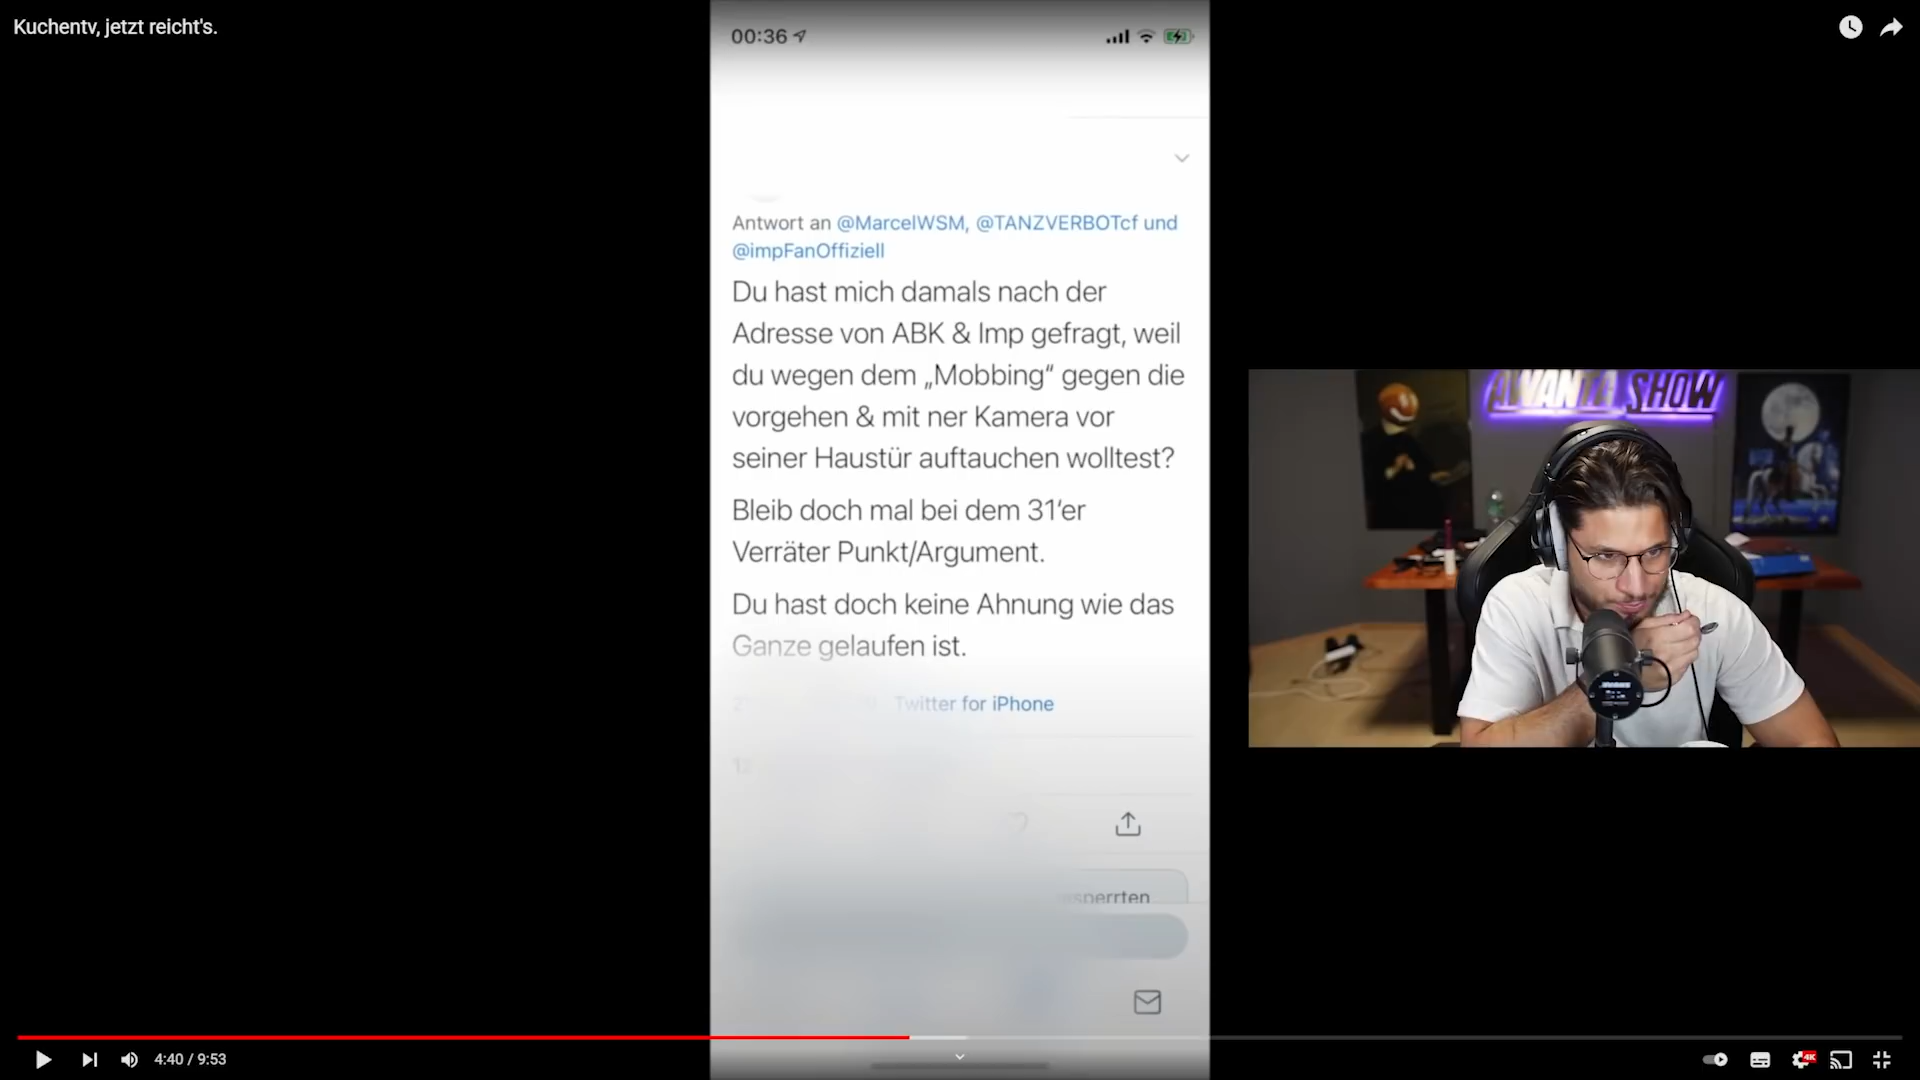 Kuchentv, jetzt reicht's.
00:36
Antwort an @MarcelWSM, @TANZVERBOTcf und
@impFanOffiziell
Du hast mich damals nach der
Adresse von ABK & Imp gefragt, weil
du wegen dem „Mobbing“ gegen die
vorgehen & mit ner Kamera vor
seiner Haustür auftauchen wolltest?
Bleib doch mal bei dem 31‘er
Verräter Punkt/Argument.
Du hast doch keine Ahnung wie das
Ganze gelaufen ist.
Twitter for iPhone
AWANTA SHOW
4:40 / 9:53
4K